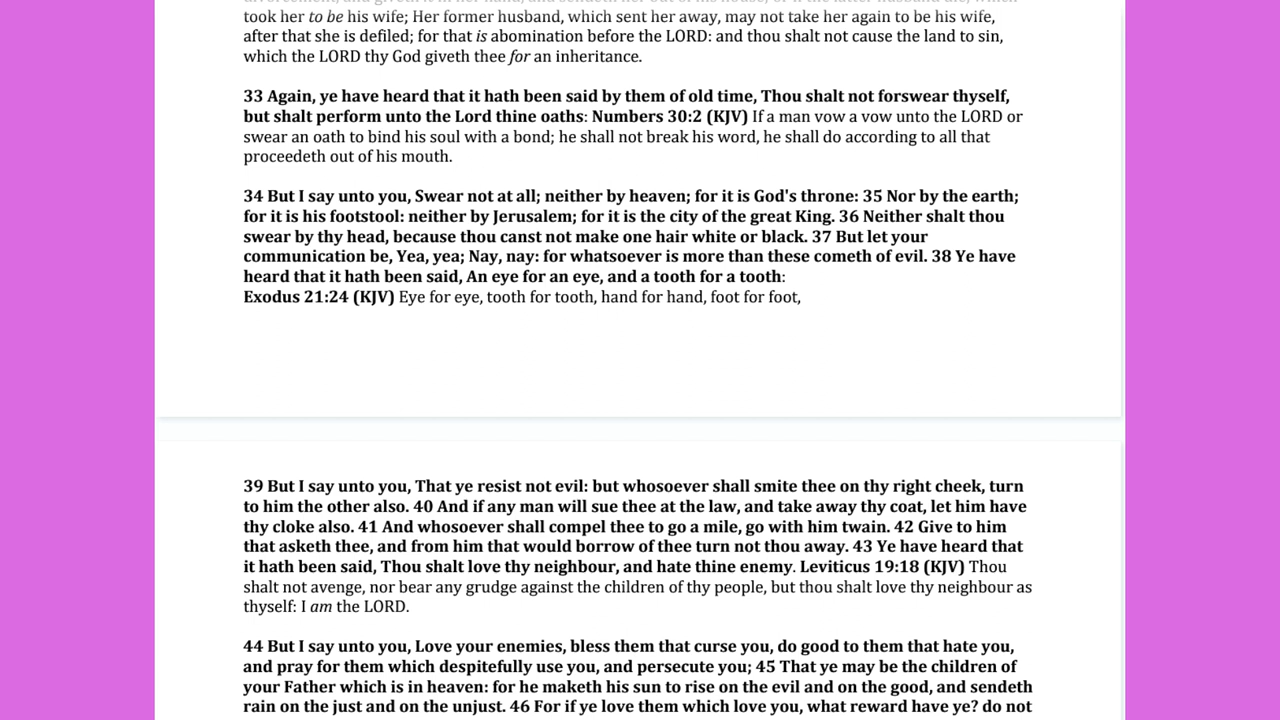 took her to be his wife; Her former husband, which sent her away, may not take her again to be his wife,
after that she is defiled; for that is abomination before the LORD: and thou shalt not cause the land to sin,
which the LORD thy God giveth thee for an inheritance.
33 Again, ye have heard that it hath been said by them of old time, Thou shalt not forswear thyself,
but shalt perform unto the Lord thine oaths: Numbers 30:2 (KJV) If a man vow a vow unto the LORD or
swear an oath to bind his soul with a bond; he shall not break his word, he shall do according to all that
proceedeth out of his mouth.
34 But I say unto you, Swear not at all; neither by heaven; for it is God's throne: 35 Nor by the earth;
for it is his footstool: neither by Jerusalem; for it is the city of the great King. 36 Neither shalt thou
swear by thy head, because thou canst not make one hair white or black. 37 But let your
communication be, Yea, yea; Nay, nay: for whatsoever is more than these cometh of evil. 38 Ye have
heard that it hath been said, An eye for an eye, and a tooth for a tooth:
Exodus 21:24 (KJV) Eye for eye, tooth for tooth, hand for hand, foot for foot,
39 But I say unto you, That ye resist not evil: but whosoever shall smite thee on thy right cheek, turn
to him the other also. 40 And if any man will sue thee at the law, and take away thy coat, let him have
thy cloke also. 41 And whosoever shall compel thee to go a mile, go with him twain. 42 Give to him
that asketh thee, and from him that would borrow of thee turn not thou away. 43 Ye have heard that
it hath been said, Thou shalt love thy neighbour, and hate thine enemy. Leviticus 19:18 (KJV) Thou
shalt not avenge, nor bear any grudge against the children of thy people, but thou shalt love thy neighbour as
thyself: I am the LORD.
44 But I say unto you, Love your enemies, bless them that curse you, do good to them that hate you,
and pray for them which despitefully use you, and persecute you; 45 That ye may be the children of
your Father which is in heaven: for he maketh his sun to rise on the evil and on the good, and sendeth
rain on the just and on the unjust. 46 For if ye love them which love you, what reward have ye? do not